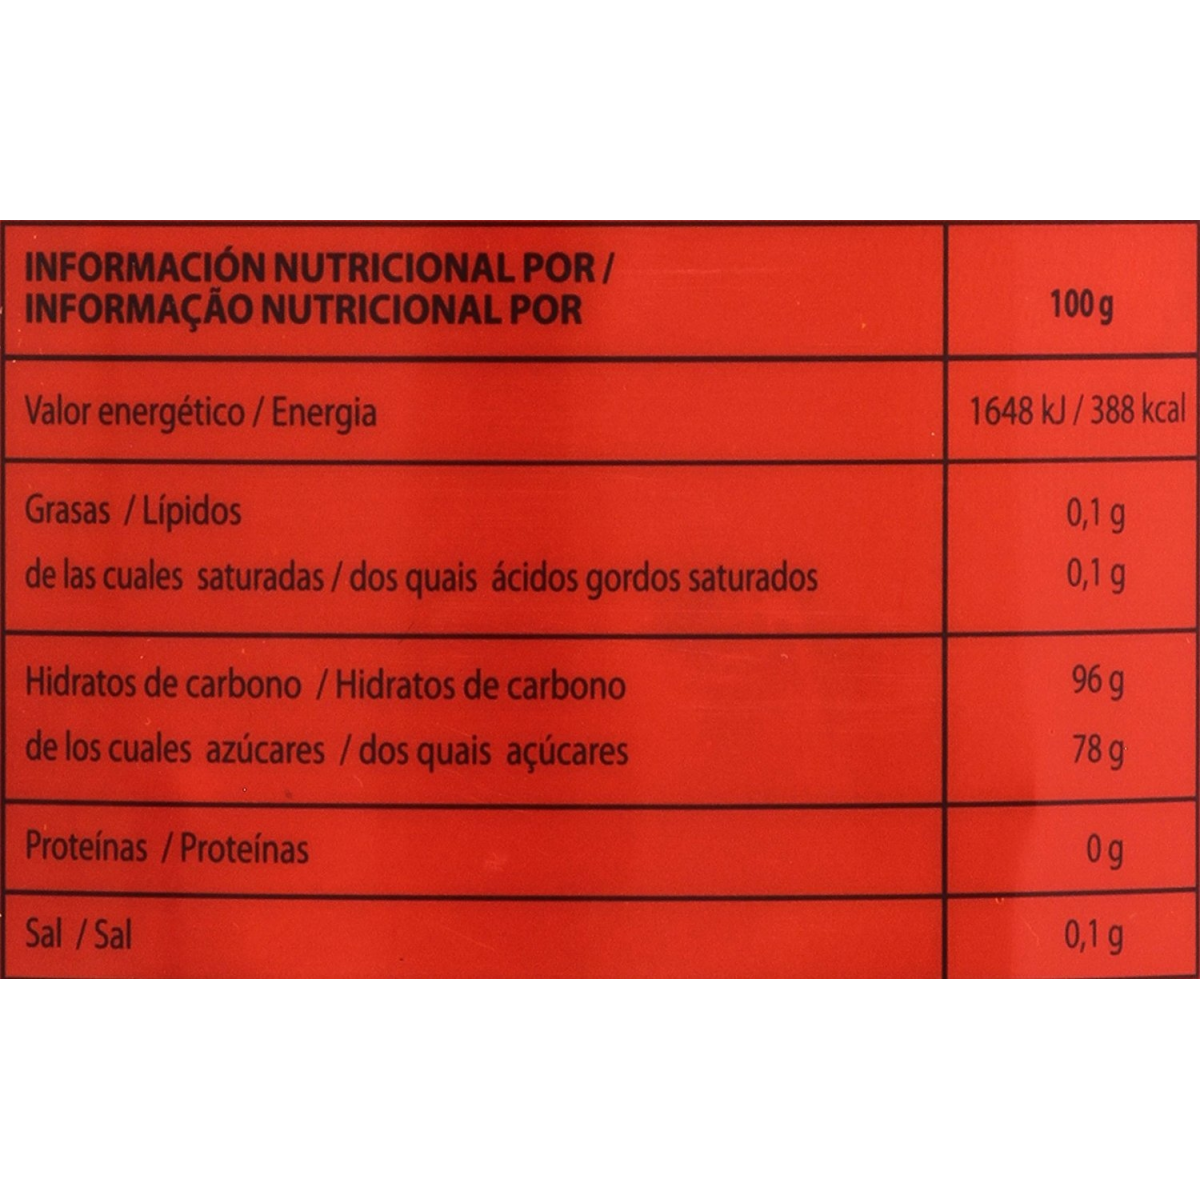 INFORMACIÓN NUTRICIONAL POR /
INFORMAÇÃO NUTRICIONAL POR
100 g
Valor energético / Energia
1648 kJ / 388 kcal
Grasas / Lípidos
0,1 g
de las cuales saturadas / dos quais ácidos gordos saturados
0,1 g
Hidratos de carbono / Hidratos de carbono
96 g
de los cuales azúcares / dos quais açúcares
78 g
Proteínas / Proteínas
0 g
Sal / Sal
0,1 g